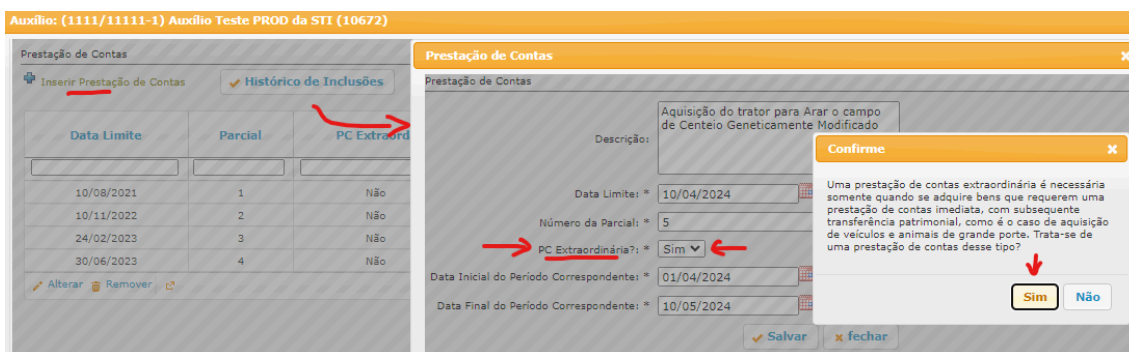 Auxílio: (1111/11111-1) Auxílio Teste PROD da STI (10672)
Prestação de Contas
Inserir Prestação de Contas
Histórico de Inclusões
Data Limite Parcial PC Extraord
10/08/2021 1 Não
10/11/2022 2 Não
24/02/2023 3 Não
30/06/2023 4 Não
Alterar Remover
Prestação de Contas
Prestação de Contas
Descrição:
Aquisição do trator para Arar o campo
de Centeio Geneticamente Modificado
Data Limite: * 10/04/2024
Número da Parcial: * 5
PC Extraordinária?: * Sim
Data Inicial do Período Correspondente: * 01/04/2024
Data Final do Período Correspondente: * 10/05/2024
Salvar fechar
Confirme
Uma prestação de contas extraordinária é necessária
somente quando se adquire bens que requerem uma
prestação de contas imediata, com subsequente
transferência patrimonial, como é o caso de aquisição
de veículos e animais de grande porte. Trata-se de
uma prestação de contas desse tipo?
Sim Não